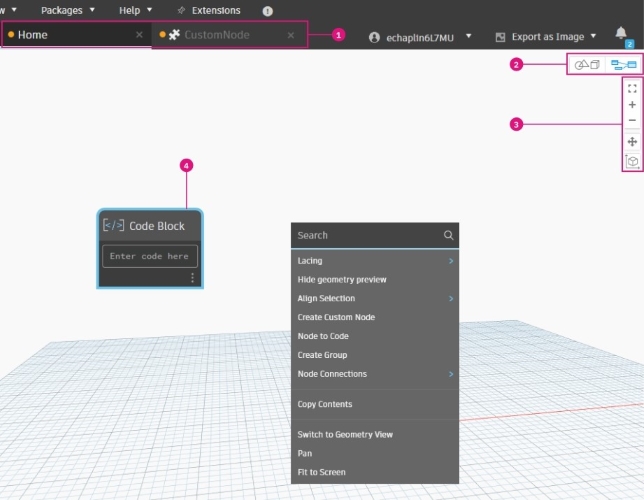 w Packages Help Extensions
Home CustomNode 1 echaplin6L7MU Export as Image 2
2
3
4
</> Code Block
Enter code here
Search
Lacing
Hide geometry preview
Align Selection
Create Custom Node
Node to Code
Create Group
Node Connections
Copy Contents
Switch to Geometry View
Pan
Fit to Screen